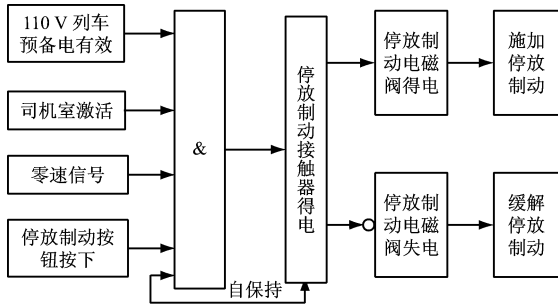 110 V 列车
预备电有效
司机室激活
零速信号
停放制动按
钮按下
&
自保持
停放制动接触器得电
停放制
动电磁
阀得电
施加
停放
制动
停放制
动电磁
阀失电
缓解
停放
制动